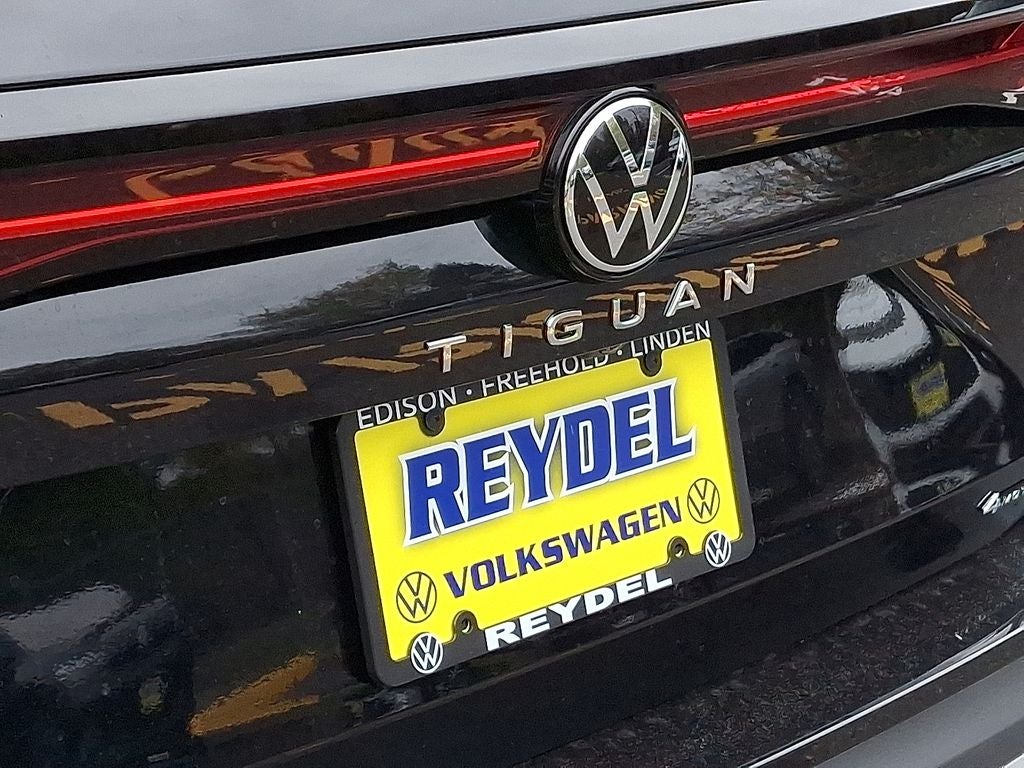 TIGUAN
EDISON · FREEHOLD · LINDEN
REYDEL
VOLKSWAGEN
REYDEL